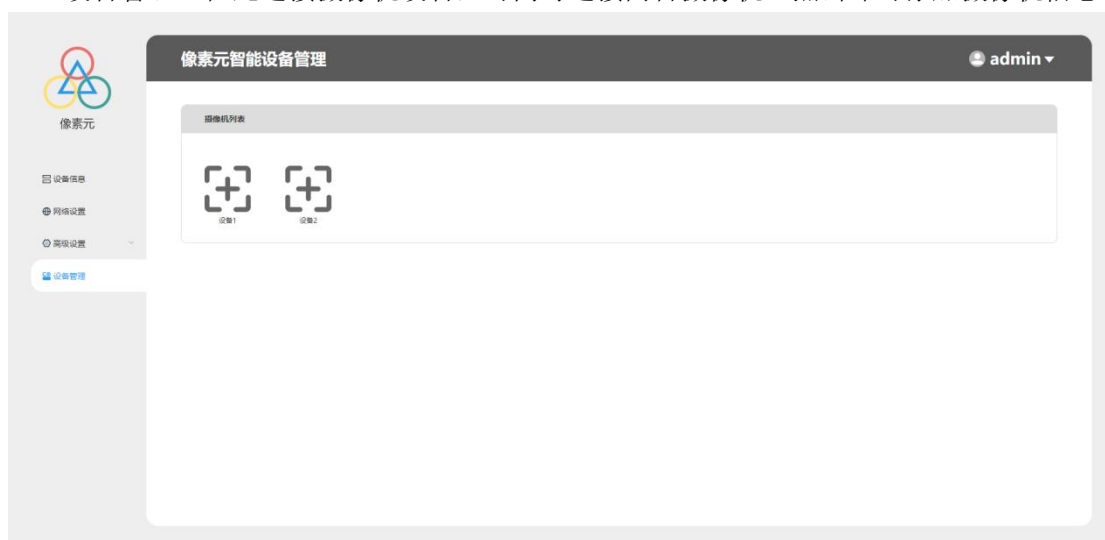 像素元智能设备管理
admin
像素元
摄像机列表
设备信息
网络设置
高级设置
设备管理
设备1
设备2